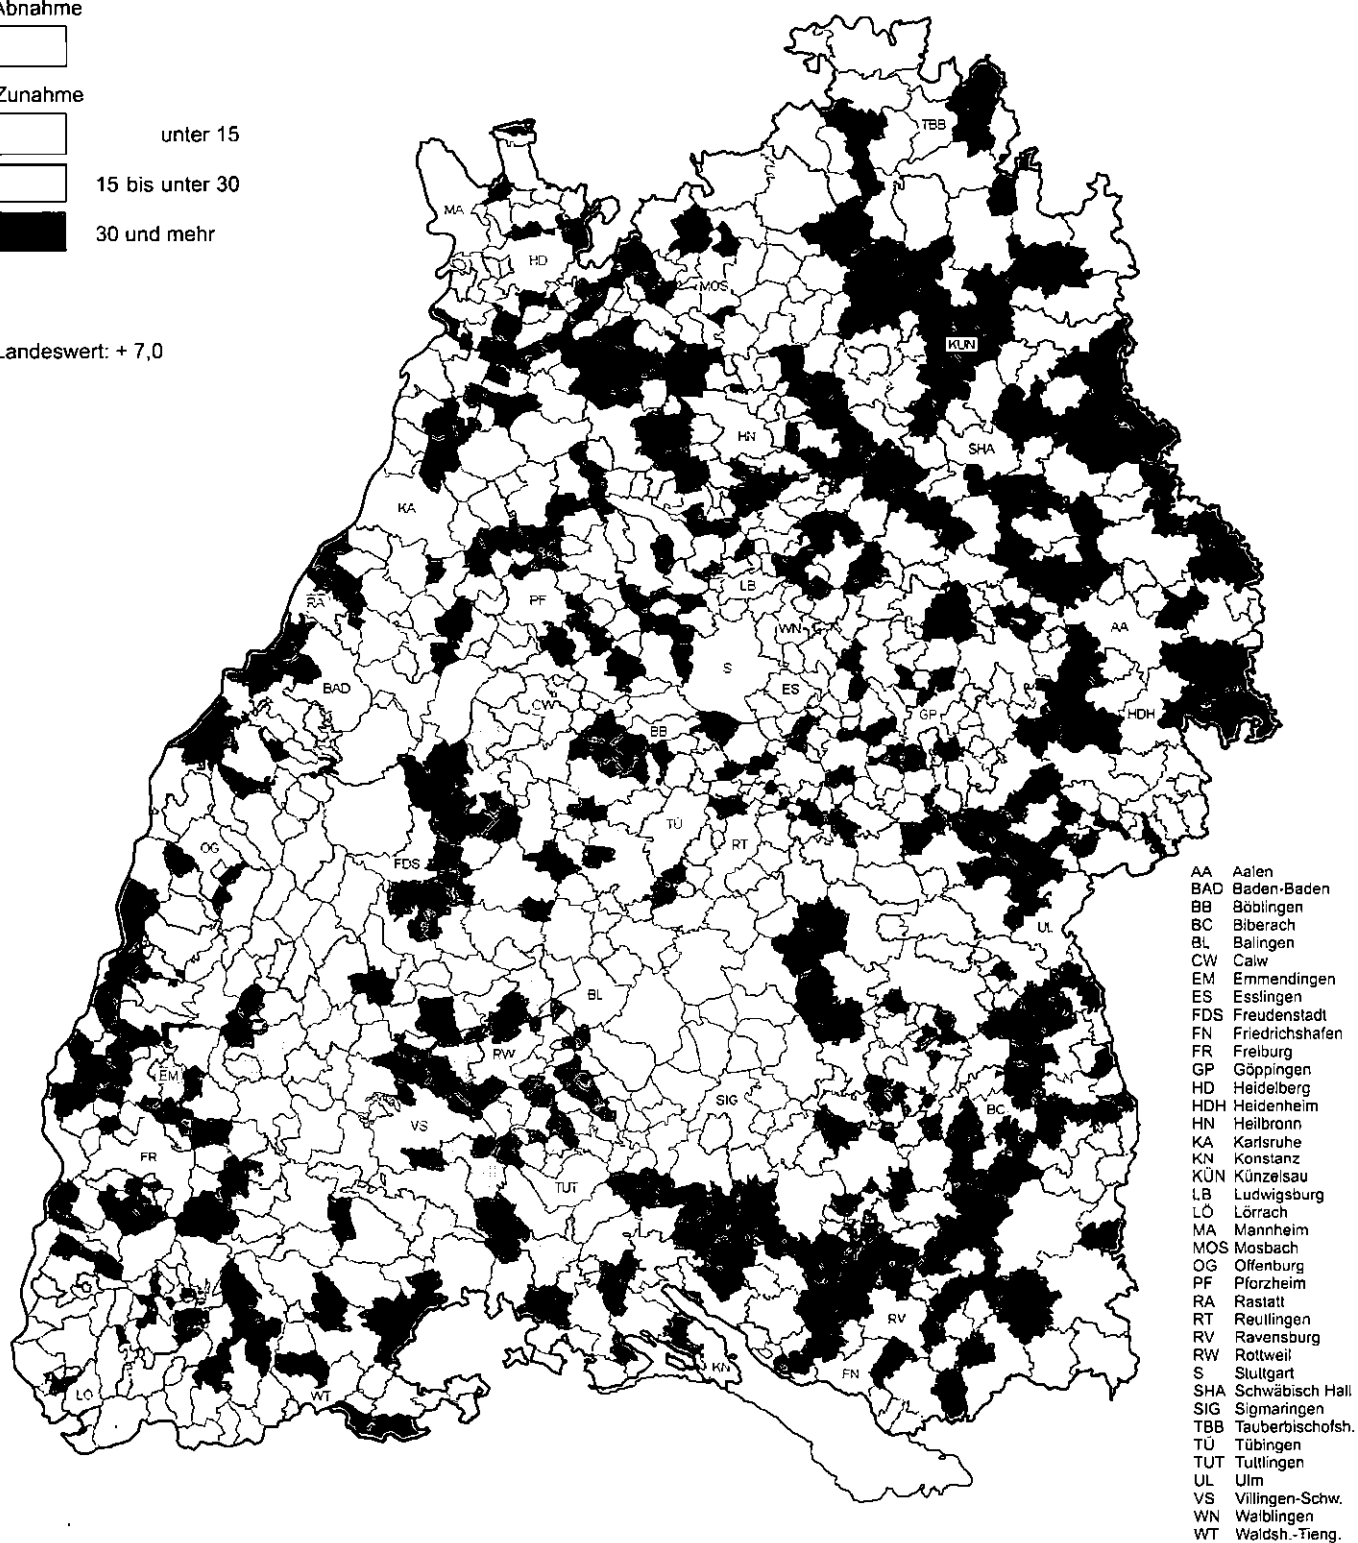 Abnahme
Zunahme
unter 15
15 bis unter 30
30 und mehr
Landeswert: + 7,0
TBB
MA
HD
MOS
KÜN
HN
SHA
KA
LB
RA
PF
WN
AA
S
BAD
ES
CW
GP
HDH
BB
TÜ
RT
OG
FDS
UL
BL
RW
EM
SIG
BC
VS
FR
TUT
RV
KN
FN
LÖ
WT
AA Aalen
BAD Baden-Baden
BB Böblingen
BC Biberach
BL Balingen
CW Calw
EM Emmendingen
ES Esslingen
FDS Freudenstadt
FN Friedrichshafen
FR Freiburg
GP Göppingen
HD Heidelberg
HDH Heidenheim
HN Heilbronn
KA Karlsruhe
KN Konstanz
KÜN Künzelsau
LB Ludwigsburg
LÖ Lörrach
MA Mannheim
MOS Mosbach
OG Offenburg
PF Pforzheim
RA Rastatt
RT Reutlingen
RV Ravensburg
RW Rottweil
S Stuttgart
SHA Schwäbisch Hall
SIG Sigmaringen
TBB Tauberbischofsh.
TÜ Tübingen
TUT Tuttlingen
UL Ulm
VS Villingen-Schw.
WN Waiblingen
WT Waldsh.-Tieng.